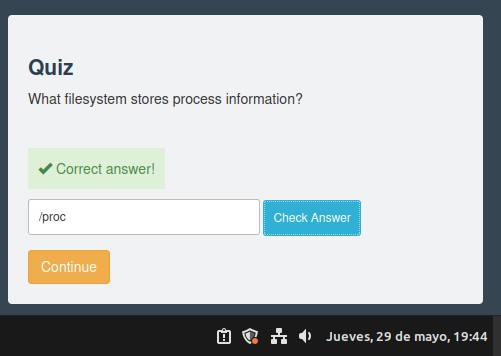 Quiz
What filesystem stores process information?
Correct answer!
/proc
Check Answer
Continue
Jueves, 29 de mayo, 19:44